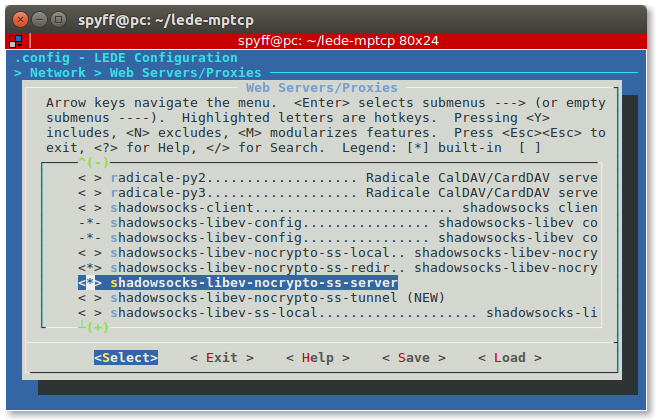 spyff@pc: ~/lede-mptcp
spyff@pc: ~/lede-mptcp 80x24
.config - LEDE Configuration
> Network > Web Servers/Proxies
Web Servers/Proxies
Arrow keys navigate the menu.  <Enter> selects submenus ---> (or empty
submenus ----).  Highlighted letters are hotkeys.  Pressing <Y>
includes, <N> excludes, <M> modularizes features.  Press <Esc><Esc> to
exit, <?> for Help, </> for Search.  Legend: [*] built-in  [ ]
^(-)
< > radicale-py2................... Radicale CalDAV/CardDAV serve
< > radicale-py3................... Radicale CalDAV/CardDAV serve
< > shadowsocks-client......................... shadowsocks clien
-*- shadowsocks-libev-config................ shadowsocks-libev co
-*- shadowsocks-libev-config................ shadowsocks-libev co
< > shadowsocks-libev-nocrypto-ss-local.. shadowsocks-libev-nocry
<*> shadowsocks-libev-nocrypto-ss-redir.. shadowsocks-libev-nocry
<*> shadowsocks-libev-nocrypto-ss-server
< > shadowsocks-libev-nocrypto-ss-tunnel (NEW)
< > shadowsocks-libev-ss-local.................... shadowsocks-li
┴(+)
<Select>    < Exit >    < Help >    < Save >    < Load >